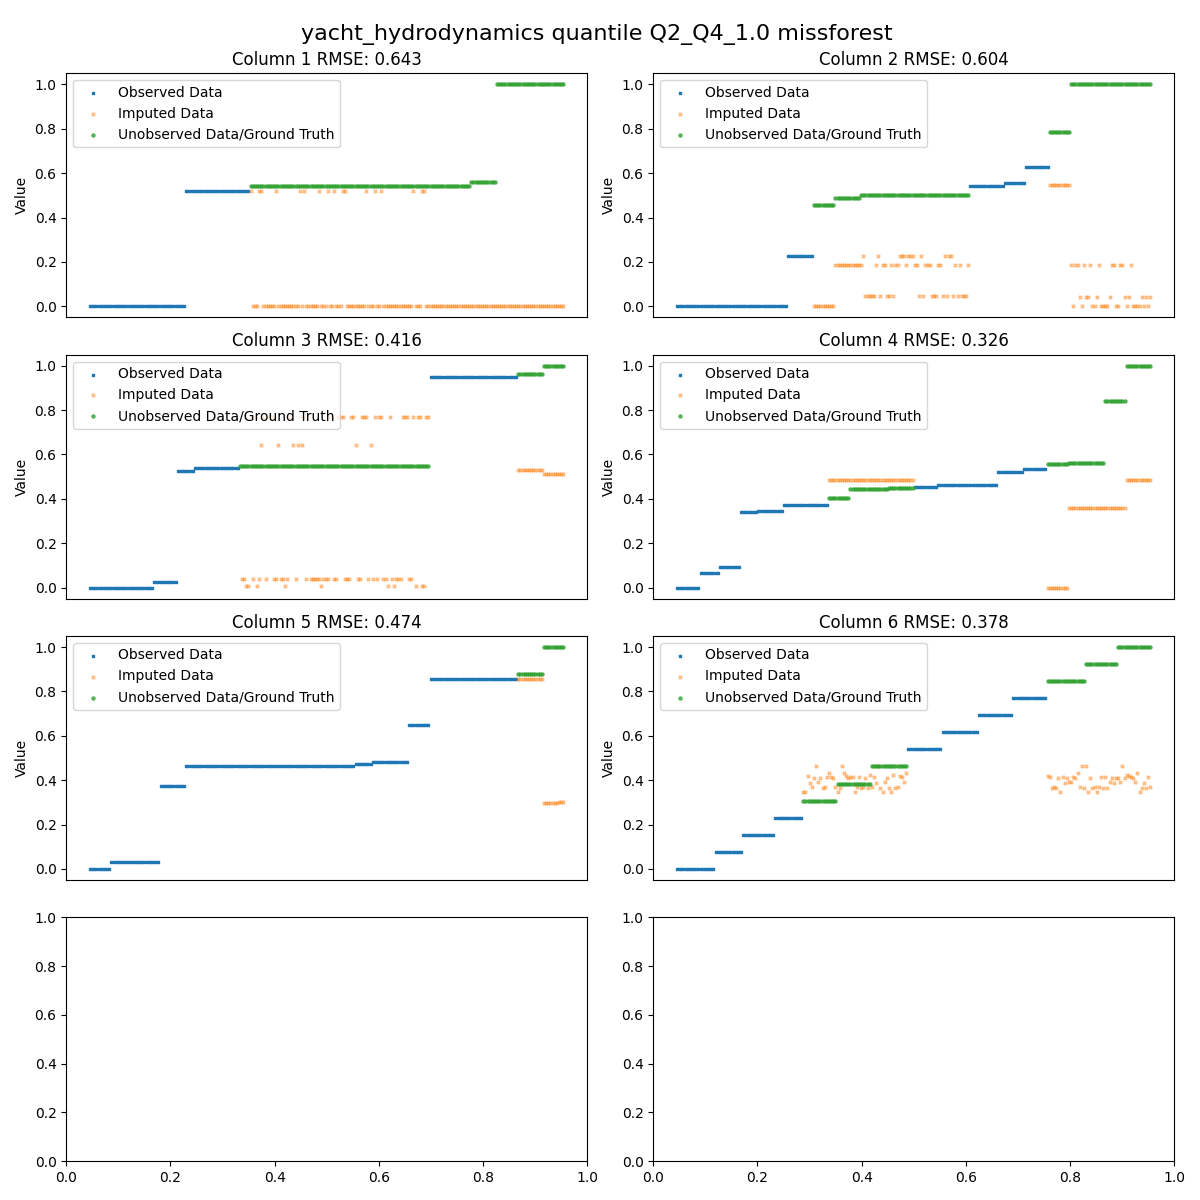 yacht_hydrodynamics quantile Q2_Q4_1.0 missforest
Column 1 RMSE: 0.643
1.0
0.8
0.6
0.4
0.2
0.0
Value
Observed Data
Imputed Data
Unobserved Data/Ground Truth
Column 2 RMSE: 0.604
1.0
0.8
0.6
0.4
0.2
0.0
Value
Observed Data
Imputed Data
Unobserved Data/Ground Truth
Column 3 RMSE: 0.416
1.0
0.8
0.6
0.4
0.2
0.0
Value
Observed Data
Imputed Data
Unobserved Data/Ground Truth
Column 4 RMSE: 0.326
1.0
0.8
0.6
0.4
0.2
0.0
Value
Observed Data
Imputed Data
Unobserved Data/Ground Truth
Column 5 RMSE: 0.474
1.0
0.8
0.6
0.4
0.2
0.0
Value
Observed Data
Imputed Data
Unobserved Data/Ground Truth
Column 6 RMSE: 0.378
1.0
0.8
0.6
0.4
0.2
0.0
Value
Observed Data
Imputed Data
Unobserved Data/Ground Truth
1.0
0.8
0.6
0.4
0.2
0.0
0.0 0.2 0.4 0.6 0.8 1.0
1.0
0.8
0.6
0.4
0.2
0.0
0.0 0.2 0.4 0.6 0.8 1.0